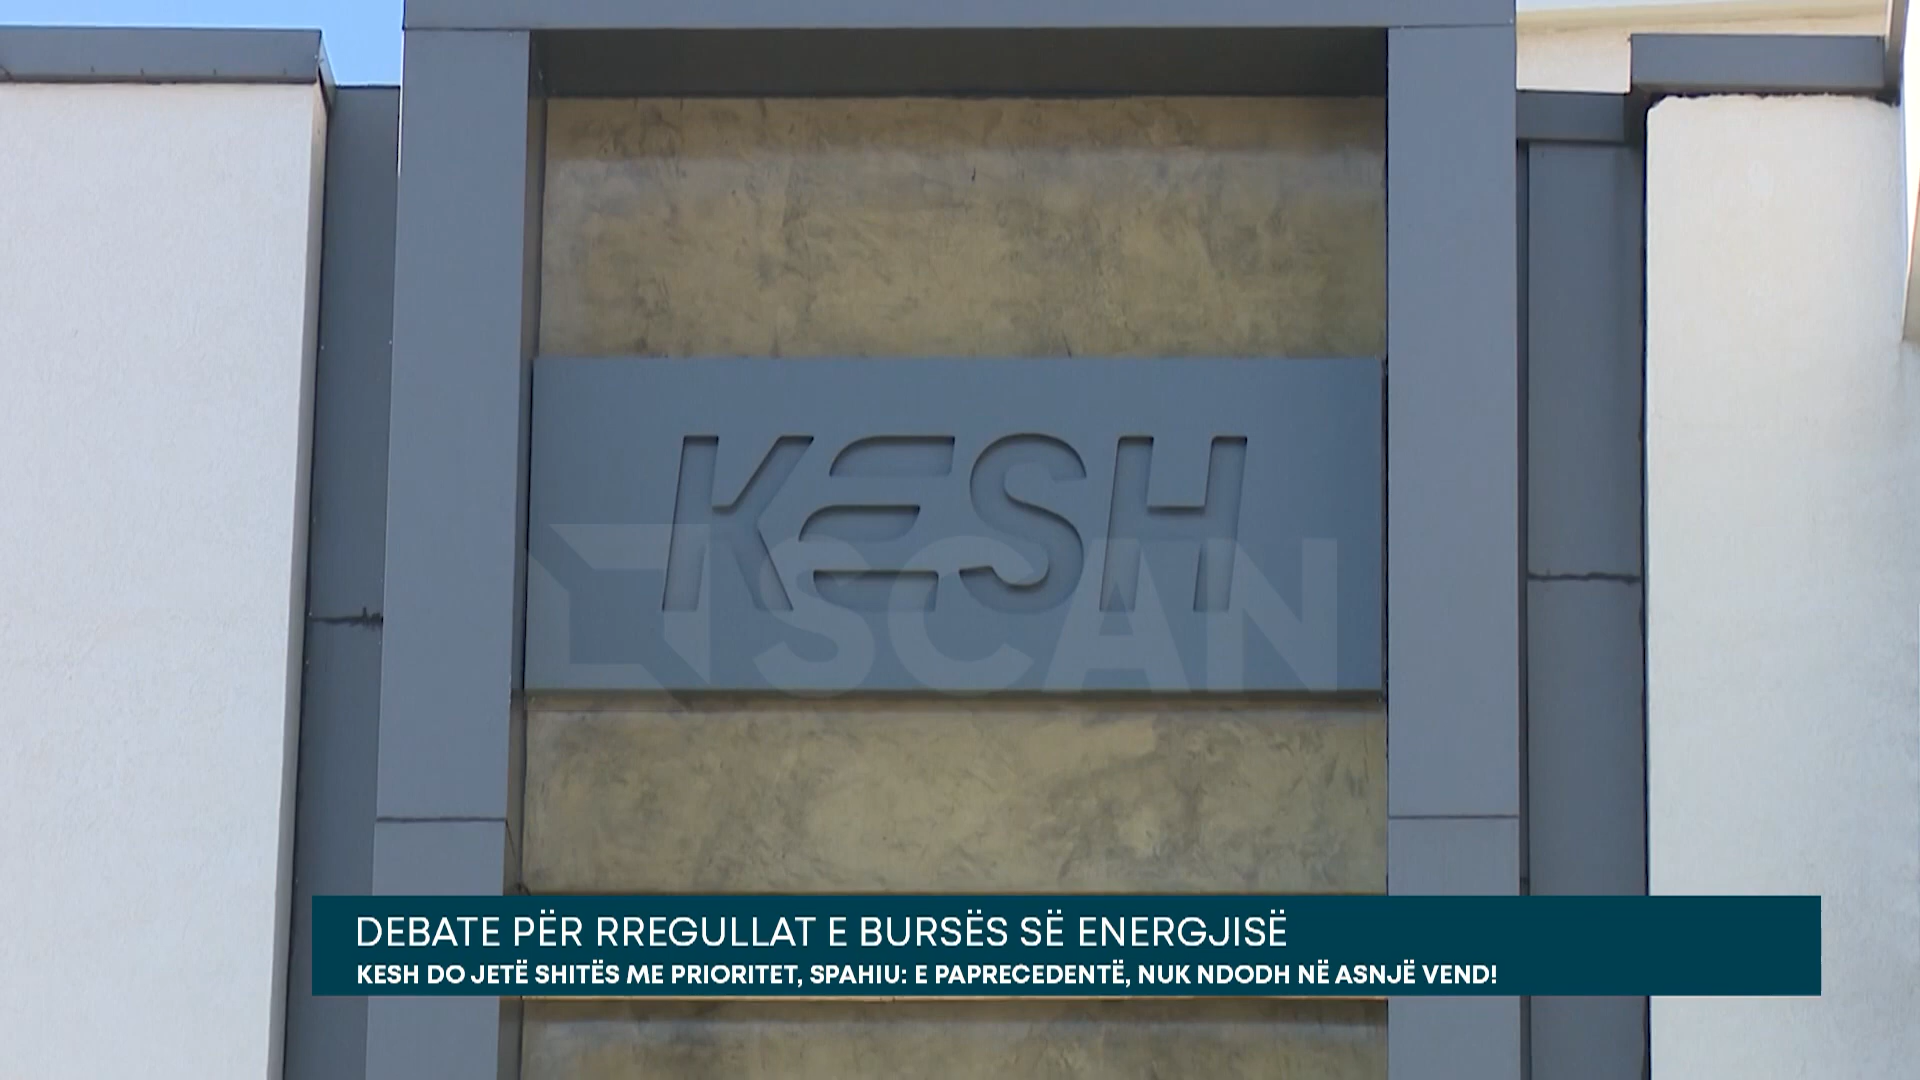 KESH
SCAN
DEBATE PËR RREGULLAT E BURSËS SË ENERGJISË
KESH DO JETË SHITËS ME PRIORITET, SPAHIU: E PAPRECEDENTË, NUK NDODH NË ASNJË VEND!